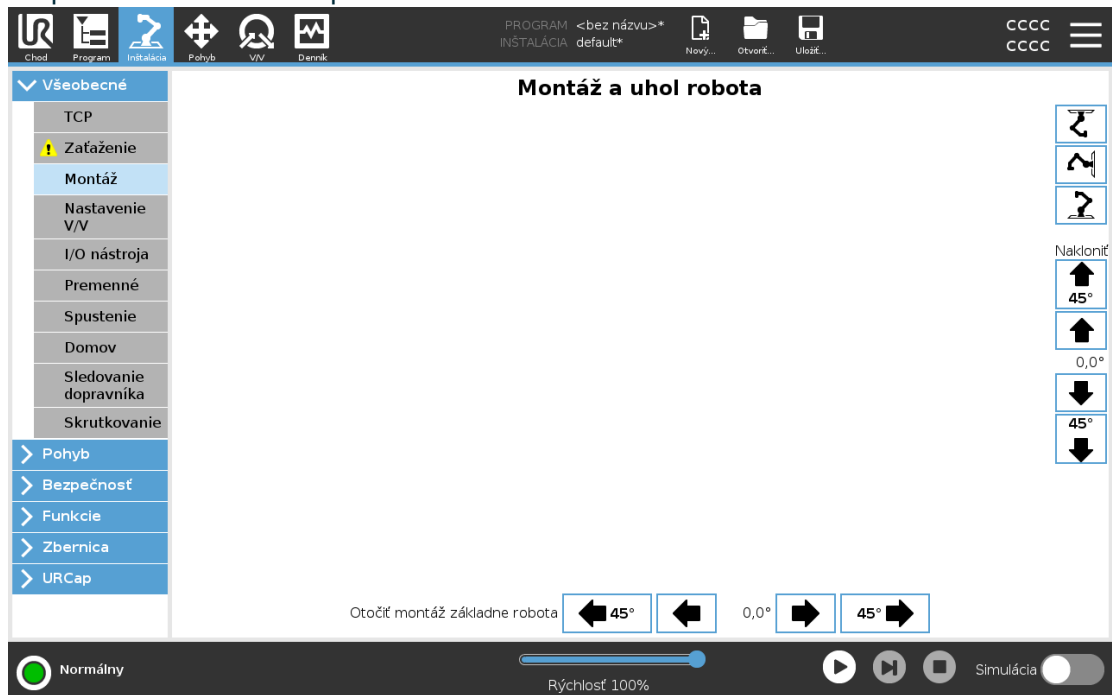 PROGRAM <bez názvu>*
INŠTALÁCIA default*
Nový...
Otvoriť...
Uložiť...
CCCC
CCCC
Chod
Program
Inštalácia
Pohyb
V/V
Denník
Všeobecné
TCP
Zaťaženie
Montáž
Nastavenie
V/V
I/O nástroja
Premenné
Spustenie
Domov
Sledovanie
dopravníka
Skrutkovanie
Pohyb
Bezpečnosť
Funkcie
Zbernica
URCap
Montáž a uhol robota
Nakloniť
45°
0,0°
45°
Otočiť montáž základne robota 45° 0,0° 45°
Normálny
Rýchlosť 100%
Simulácia